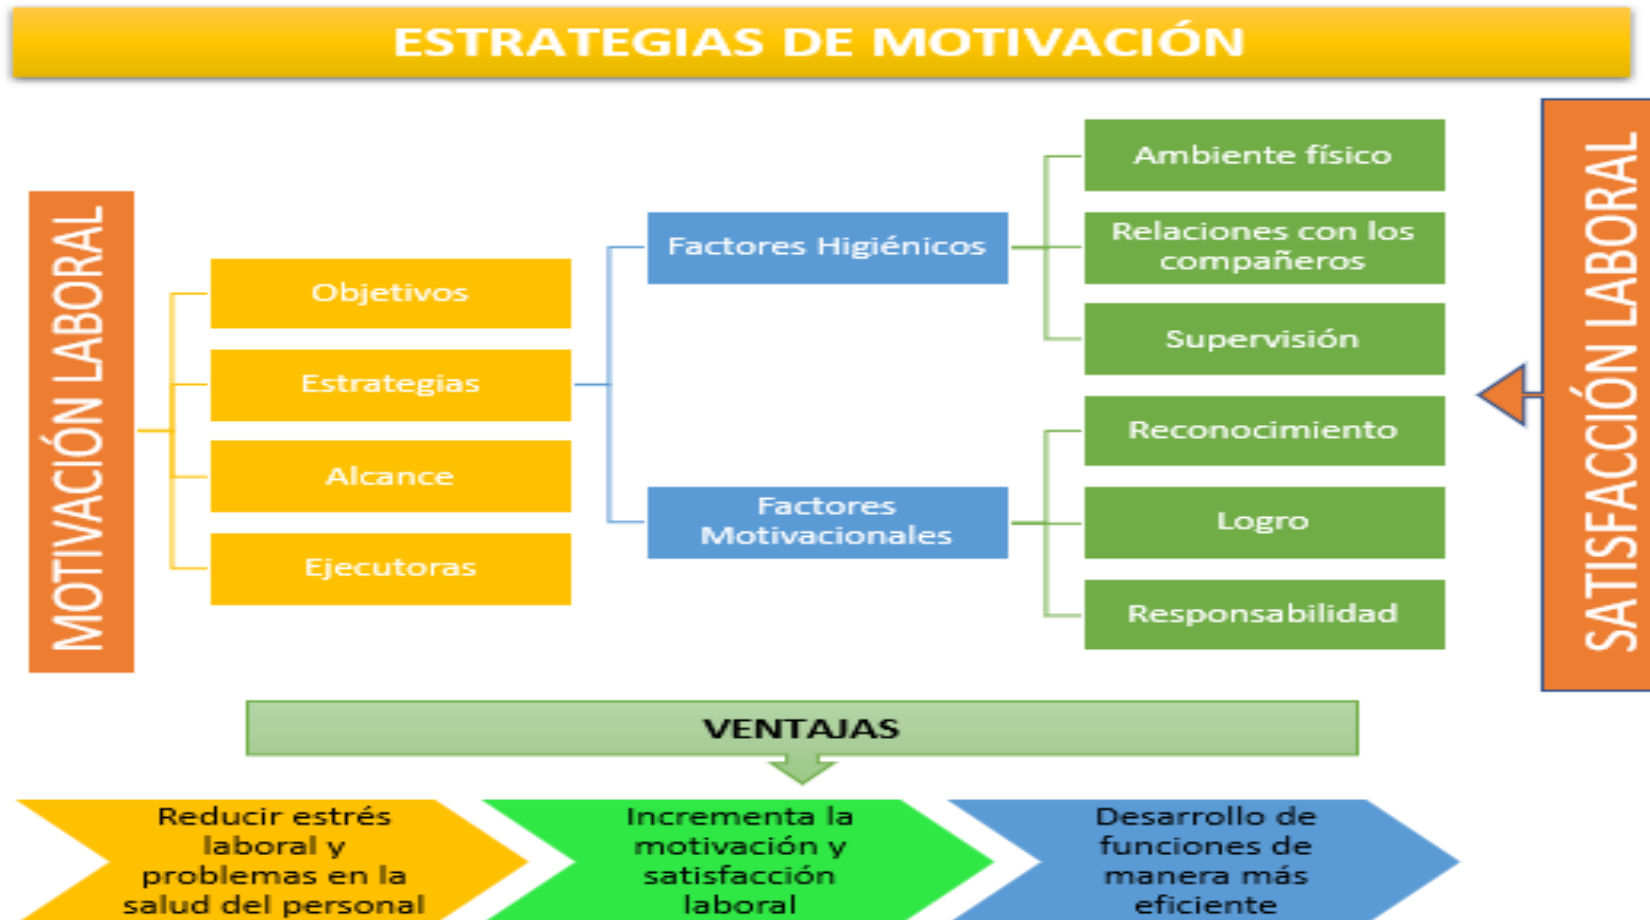 ESTRATEGIAS DE MOTIVACIÓN
MOTIVACIÓN LABORAL
Objetivos
Estrategias
Alcance
Ejecutoras
Factores Higiénicos
Factores
Motivacionales
Ambiente físico
Relaciones con los
compañeros
Supervisión
Reconocimiento
Logro
Responsabilidad
SATISFACCIÓN LABORAL
VENTAJAS
Reducir estrés
laboral y
problemas en la
salud del personal
Incrementa la
motivación y
satisfacción
laboral
Desarrollo de
funciones de
manera más
eficiente